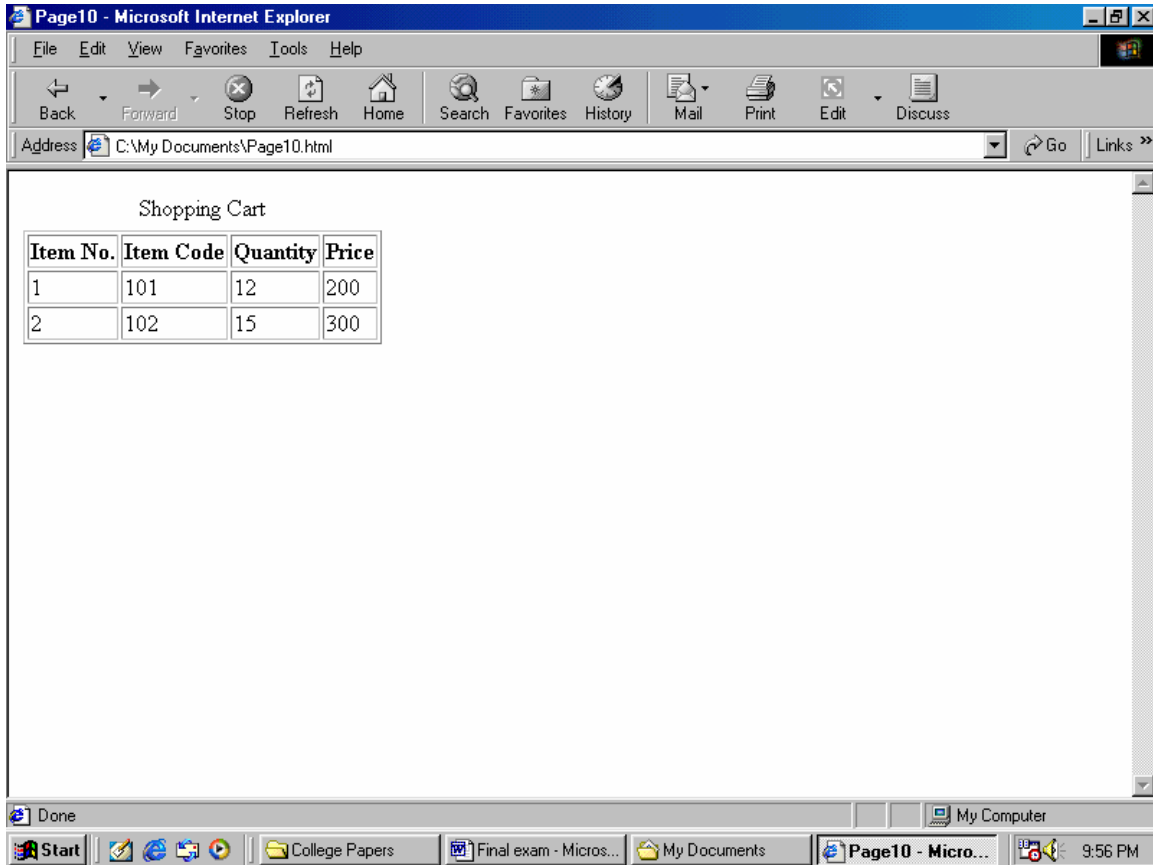 Page10 - Microsoft Internet Explorer
File Edit View Favorites Tools Help
Back Forward Stop Refresh Home Search Favorites History Mail Print Edit Discuss
Address C:\My Documents\Page10.html Go Links »
Shopping Cart
Item No. Item Code Quantity Price
1 101 12 200
2 102 15 300
Done My Computer
Start College Papers Final exam - Micros... My Documents Page10 - Micro... 9:56 PM